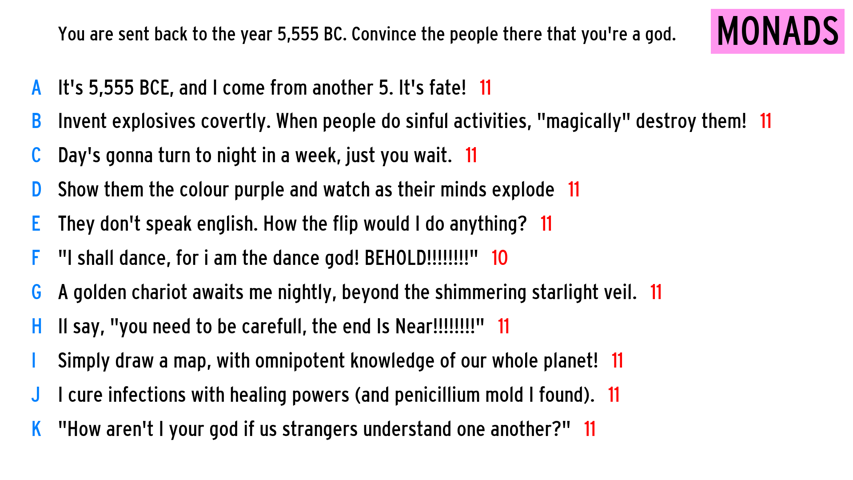 You are sent back to the year 5,555 BC. Convince the people there that you're a god.
MONADS
A It's 5,555 BCE, and I come from another 5. It's fate! 11
B Invent explosives covertly. When people do sinful activities, "magically" destroy them! 11
C Day's gonna turn to night in a week, just you wait. 11
D Show them the colour purple and watch as their minds explode 11
E They don't speak english. How the flip would I do anything? 11
F "I shall dance, for i am the dance god! BEHOLD!!!!!!!!" 10
G A golden chariot awaits me nightly, beyond the shimmering starlight veil. 11
H Il say, "you need to be carefull, the end Is Near!!!!!!!!" 11
I Simply draw a map, with omnipotent knowledge of our whole planet! 11
J I cure infections with healing powers (and penicillium mold I found). 11
K "How aren't I your god if us strangers understand one another?" 11